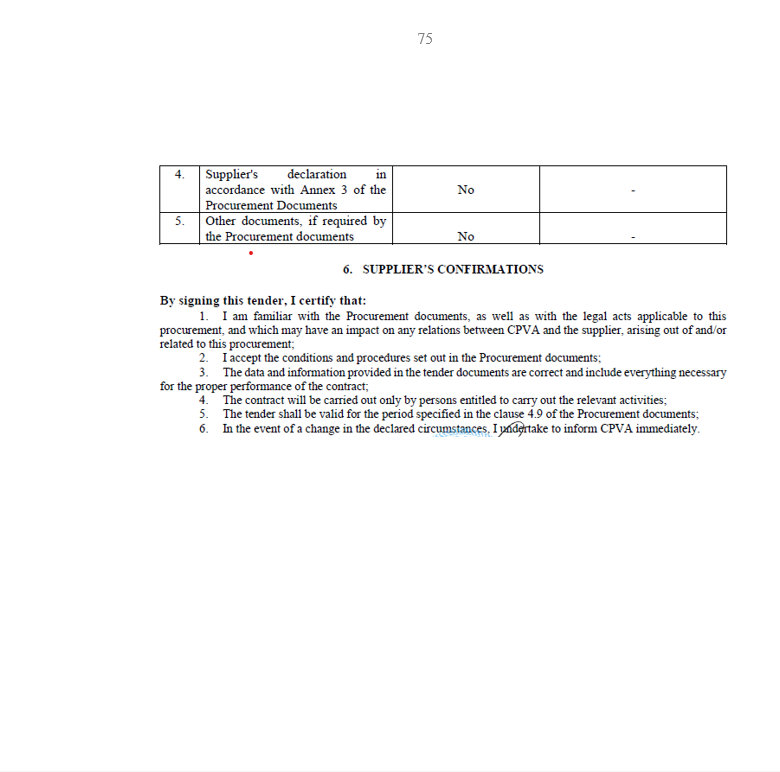 75
4. Supplier's declaration in
accordance with Annex 3 of the
Procurement Documents
No
-
5. Other documents, if required by
the Procurement documents
No
-
6. SUPPLIER'S CONFIRMATIONS
By signing this tender, I certify that:
1. I am familiar with the Procurement documents, as well as with the legal acts applicable to this
procurement, and which may have an impact on any relations between CPVA and the supplier, arising out of and/or
related to this procurement;
2. I accept the conditions and procedures set out in the Procurement documents;
3. The data and information provided in the tender documents are correct and include everything necessary
for the proper performance of the contract;
4. The contract will be carried out only by persons entitled to carry out the relevant activities;
5. The tender shall be valid for the period specified in the clause 4.9 of the Procurement documents;
6. In the event of a change in the declared circumstances, I undertake to inform CPVA immediately.